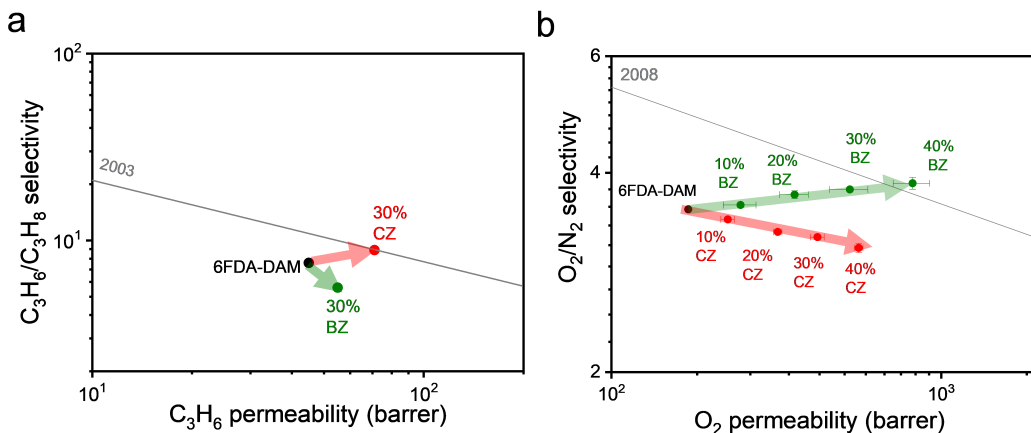 a
10²
10¹
C₃H₆/C₃H₈ selectivity
2003
30%
CZ
6FDA-DAM
30%
BZ
10¹
10²
C₃H₆ permeability (barrer)
b
6
4
2
O₂/N₂ selectivity
2008
10%
BZ
20%
BZ
30%
BZ
40%
BZ
6FDA-DAM
10%
CZ
20%
CZ
30%
CZ
40%
CZ
10²
10³
O₂ permeability (barrer)